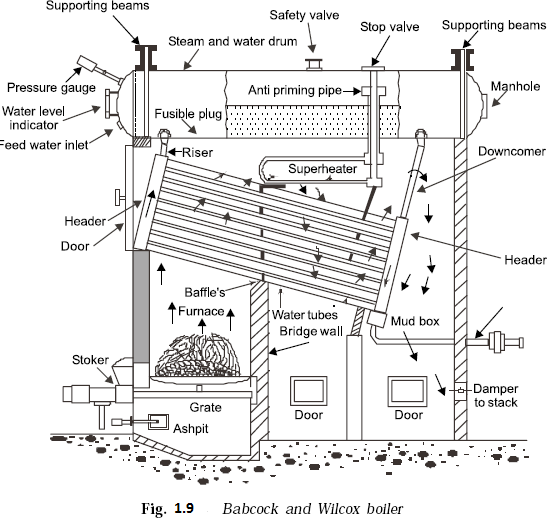 Supporting beams
Safety valve
Stop valve
Supporting beams
Steam and water drum
Pressure gauge
Anti priming pipe
Manhole
Water level
indicator
Fusible plug
Feed water inlet
Riser
Superheater
Downcomer
Header
Door
Header
Baffle's
Furnace
Water tubes
Bridge wall
Mud box
Stoker
Grate
Door
Door
Damper
to stack
Ashpit
Fig. 1.9 Babcock and Wilcox boiler